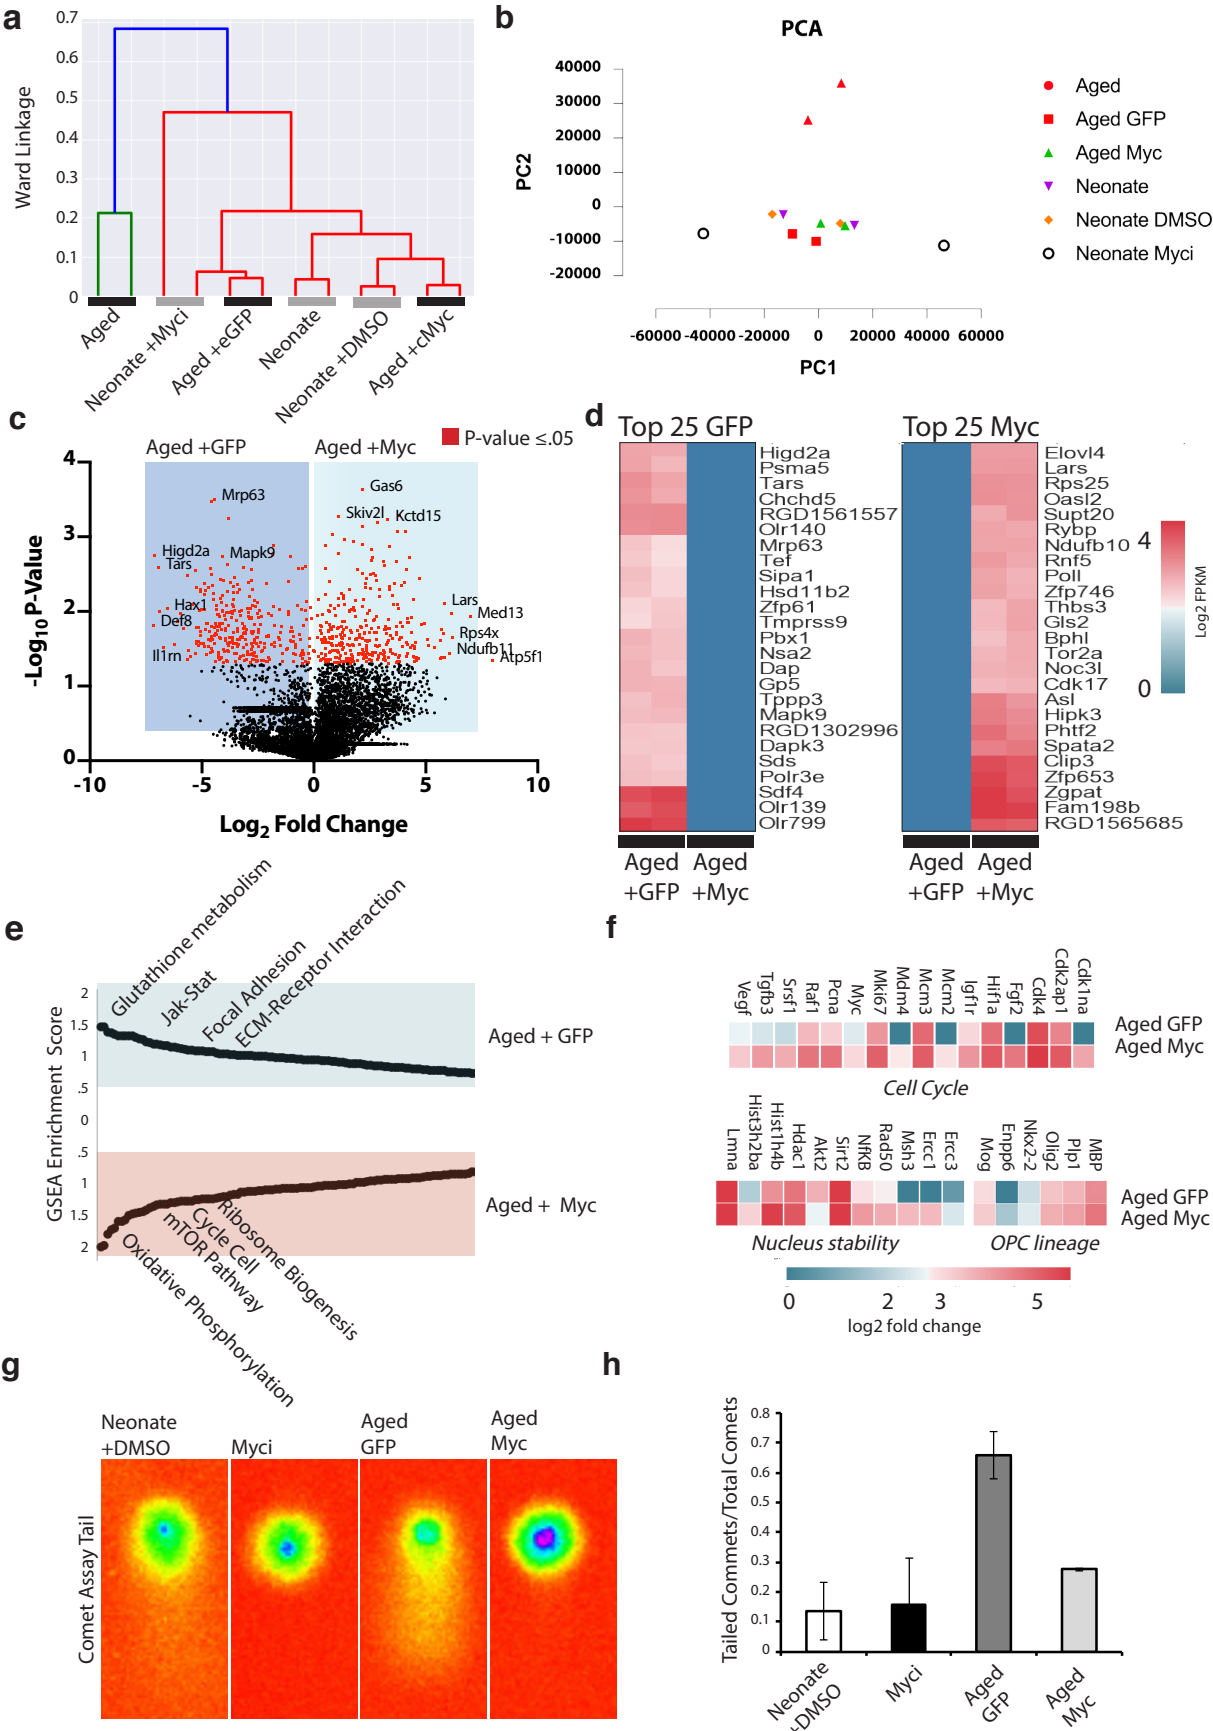 a
Ward Linkage
0.7
0.6
0.5
0.4
0.3
0.2
0.1
0
Aged
Neonate +Myci
Aged +eGFP
Neonate
Neonate +DMSO
Aged +cMyc
b
PCA
PC2
40000
30000
20000
10000
0
-10000
-20000
-60000 -40000 -20000 0 20000 40000 60000
PC1
Aged
Aged GFP
Aged Myc
Neonate
Neonate DMSO
Neonate Myci
c
Aged +GFP
Aged +Myc
P-value ≤.05
-Log10 P-Value
4
3
2
1
0
Mrp63
Gas6
Skiv2l
Kctd15
Higd2a
Mapk9
Tars
Hax1
Lars
Def8
Med13
Rps4x
Il1rn
Ndufb11
Atp5f1
-10 -5 0 5 10
Log2 Fold Change
d
Top 25 GFP
Higd2a
Psma5
Tars
Chchd5
RGD1561557
Olr140
Mrp63
Tef
Sipa1
Hsd11b2
Zfp61
Tmprss9
Pbx1
Nsa2
Dap
Gp5
Tppp3
Mapk9
RGD1302996
Dapk3
Sds
Polr3e
Sdf4
Olr139
Olr799
Aged +GFP
Aged +Myc
Top 25 Myc
Elovl4
Lars
Rps25
Oasl2
Supt20
Rybp
Ndufb10
Rnf5
Poll
Zfp746
Thbs3
Gls2
Bphl
Tor2a
Noc3l
Cdk17
Asl
Hipk3
Phtf2
Spata2
Clip3
Zfp653
Zgpat
Fam198b
RGD1565685
Aged +GFP
Aged +Myc
4
0
Log2 FPKM
e
GSEA Enrichment Score
2
1.5
1
.5
0
.5
1
1.5
2
Glutathione metabolism
Jak-Stat
Focal Adhesion
ECM-Receptor Interaction
Aged + GFP
Aged + Myc
Oxidative Phosphorylation
mTOR Pathway
Cycle Cell
Ribosome Biogenesis
f
Vegf
Tgfb3
Srsf1
Raf1
Pcna
Myc
Mki67
Mdm4
Mcm3
Mcm2
Igf1r
Hif1a
Fgf2
Cdk4
Cdk2ap1
Cdk1na
Aged GFP
Aged Myc
Cell Cycle
Lmna
Hist3h2ba
Hist1h4b
Hdac1
Akt2
Sirt2
NfKB
Rad50
Msh3
Ercc1
Ercc3
Mog
Enpp6
Nkx2-2
Olig2
Plp1
MBP
Aged GFP
Aged Myc
Nucleus stability
OPC lineage
0 2 3 5
log2 fold change
g
Comet Assay Tail
Neonate
+DMSO
Myci
Aged
GFP
Aged
Myc
h
Tailed Commets/Total Comets
0.8
0.7
0.6
0.5
0.4
0.3
0.2
0.1
0
Neonate
+DMSO
Myci
Aged
GFP
Aged
Myc